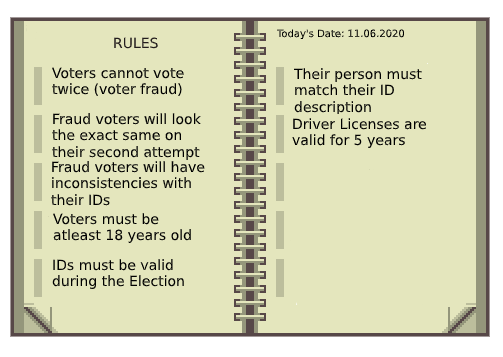 RULES
Voters cannot vote
twice (voter fraud)
Fraud voters will look
the exact same on
their second attempt
Fraud voters will have
inconsistencies with
their IDs
Voters must be
atleast 18 years old
IDs must be valid
during the Election
Today's Date: 11.06.2020
Their person must
match their ID
description
Driver Licenses are
valid for 5 years